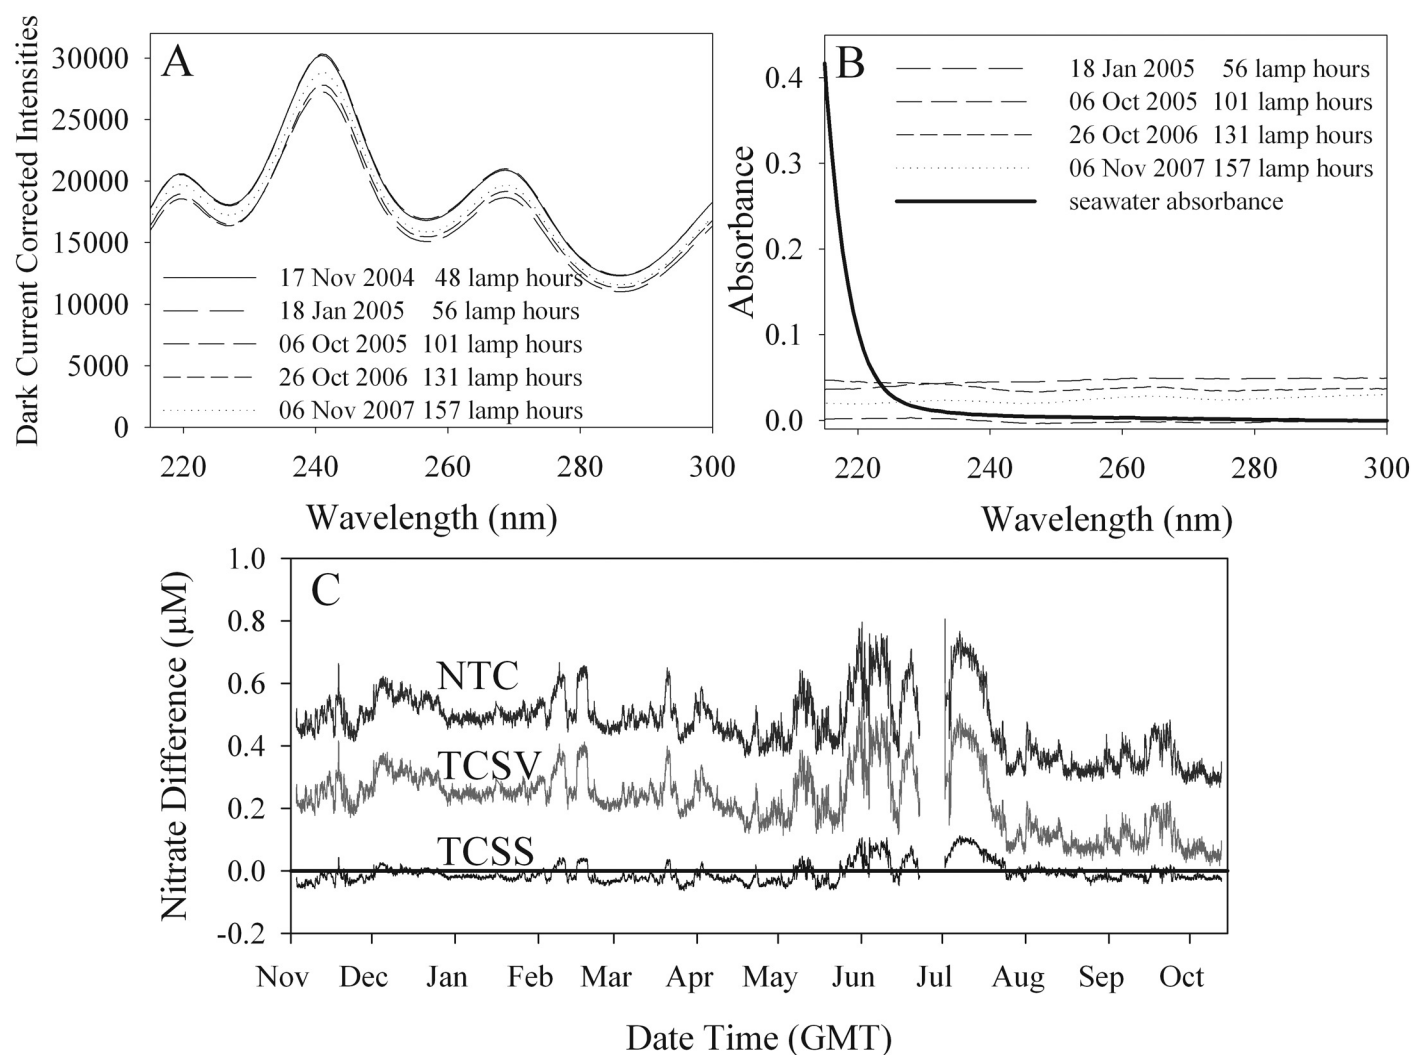 A
Dark Current Corrected Intensities
30000
25000
20000
15000
10000
5000
0
17 Nov 2004 48 lamp hours
18 Jan 2005 56 lamp hours
06 Oct 2005 101 lamp hours
26 Oct 2006 131 lamp hours
06 Nov 2007 157 lamp hours
220 240 260 280 300
Wavelength (nm)
B
Absorbance
0.4
0.3
0.2
0.1
0.0
18 Jan 2005 56 lamp hours
06 Oct 2005 101 lamp hours
26 Oct 2006 131 lamp hours
06 Nov 2007 157 lamp hours
seawater absorbance
220 240 260 280 300
Wavelength (nm)
C
Nitrate Difference (µM)
1.0
0.8
0.6
0.4
0.2
0.0
-0.2
NTC
TCSV
TCSS
Nov Dec Jan Feb Mar Apr May Jun Jul Aug Sep Oct
Date Time (GMT)